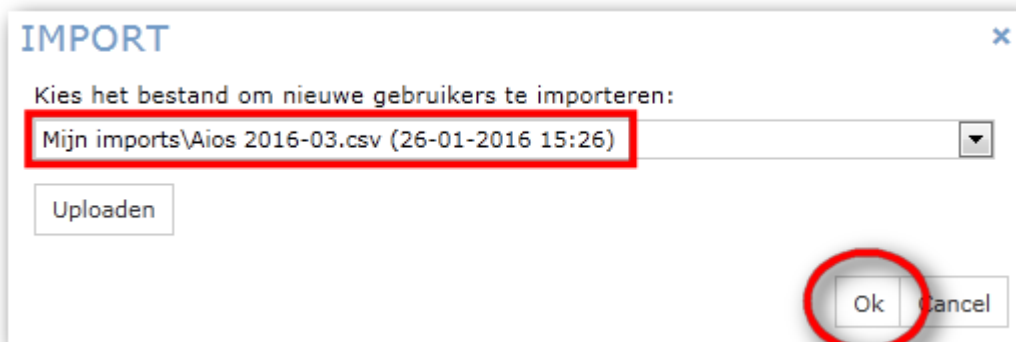 IMPORT
Kies het bestand om nieuwe gebruikers te importeren:
Mijn imports\Aios 2016-03.csv (26-01-2016 15:26)
Uploaden
Ok Cancel